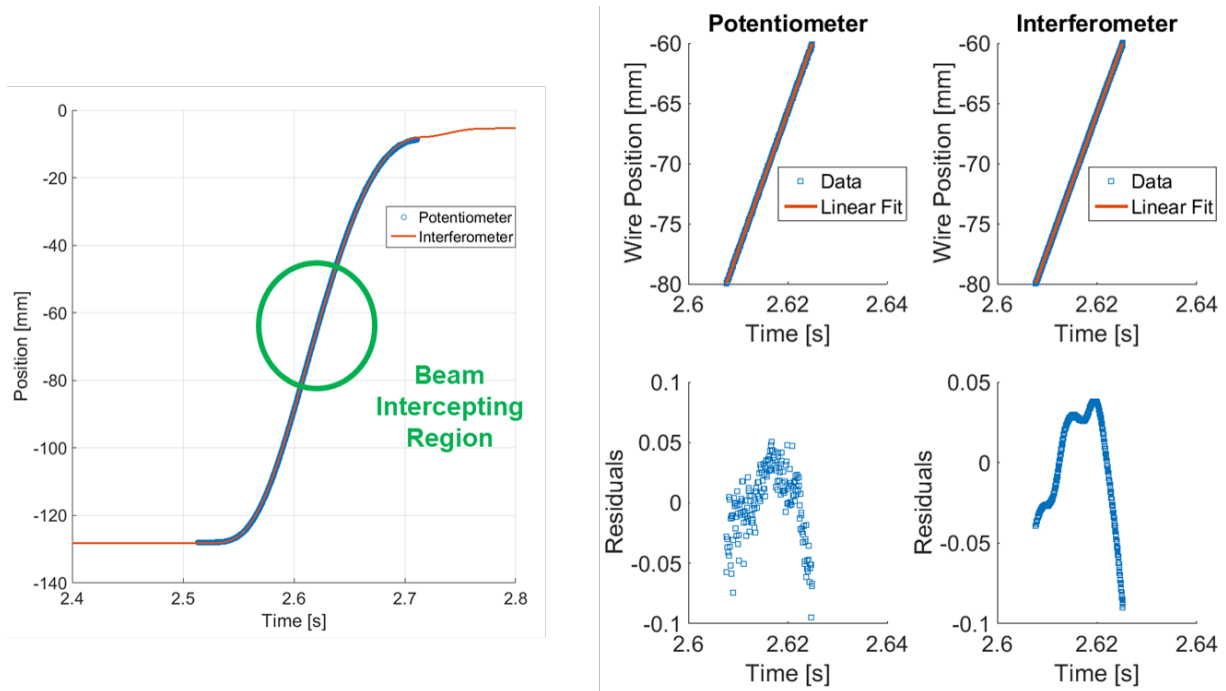 0
-20
-40
-60
-80
-100
-120
-140
Position [mm]
Potentiometer
Interferometer
Beam
Intercepting
Region
2.4 2.5 2.6 2.7 2.8
Time [s]
Potentiometer
-60
-65
-70
-75
-80
Wire Position [mm]
Data
Linear Fit
2.6 2.62 2.64
Time [s]
Interferometer
-60
-65
-70
-75
-80
Wire Position [mm]
Data
Linear Fit
2.6 2.62 2.64
Time [s]
0.1
0.05
0
-0.05
-0.1
Residuals
2.6 2.62 2.64
Time [s]
0.05
0
-0.05
-0.1
Residuals
2.6 2.62 2.64
Time [s]